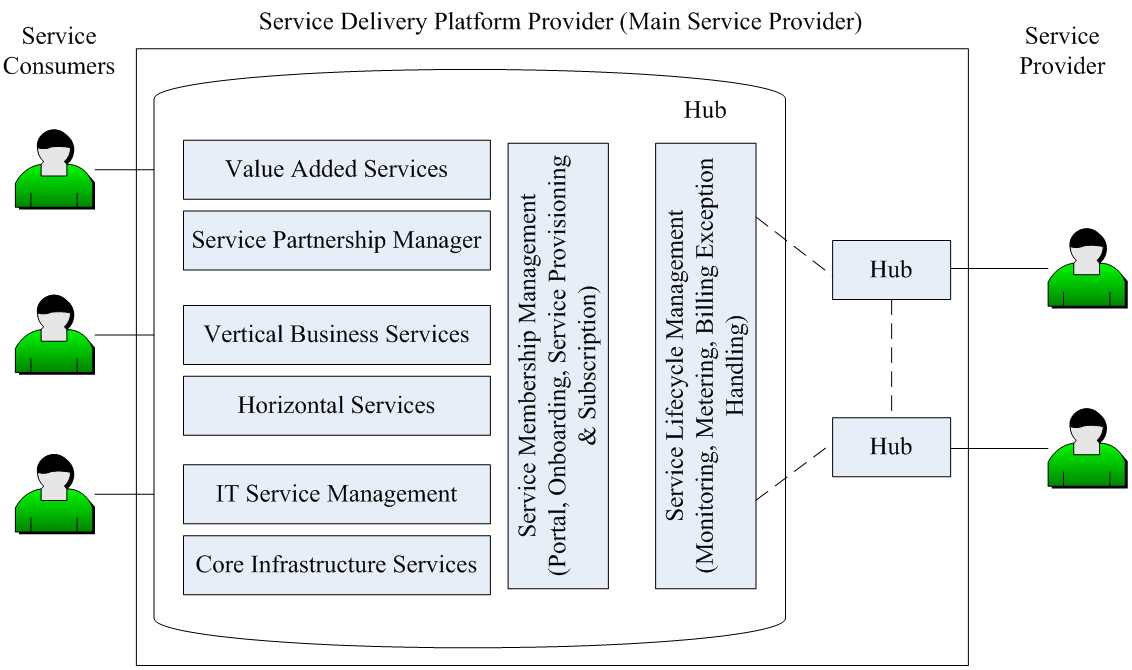 Service Delivery Platform Provider (Main Service Provider)
Service
Consumers
Service
Provider
Hub
Value Added Services
Service Partnership Manager
Vertical Business Services
Horizontal Services
IT Service Management
Core Infrastructure Services
Service Membership Management
(Portal, Onboarding, Service Provisioning
& Subscription)
Service Lifecycle Management
(Monitoring, Metering, Billing Exception
Handling)
Hub
Hub